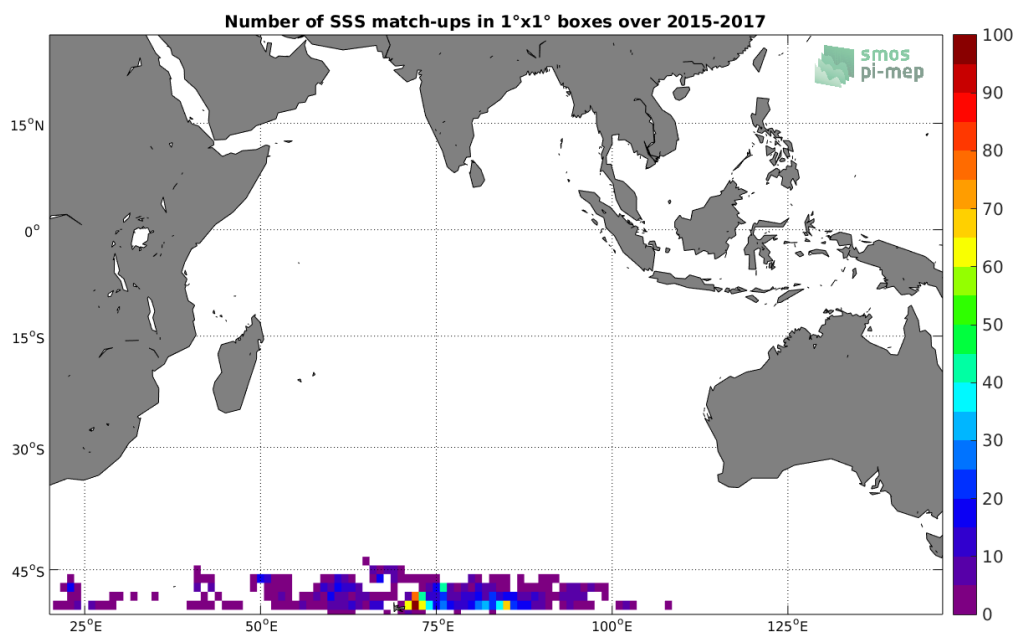 Number of SSS match-ups in 1°x1° boxes over 2015-2017
smos
pi-mep
15°N
0°
15°S
30°S
45°S
25°E
50°E
75°E
100°E
125°E
100
90
80
70
60
50
40
30
20
10
0